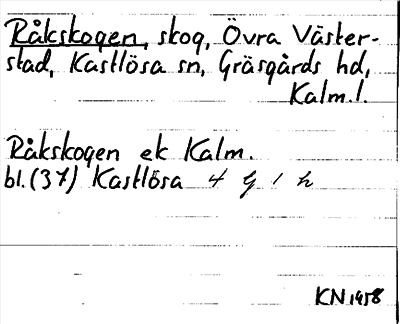 Råkskogen, skog, Övra Väster-
stad, Kastlösa sn, Gräsgårds hd,
Kalm.l.
Råkskogen ek Kalm.
bl.(37) Kastlösa 4 G 1 h
KN 1958